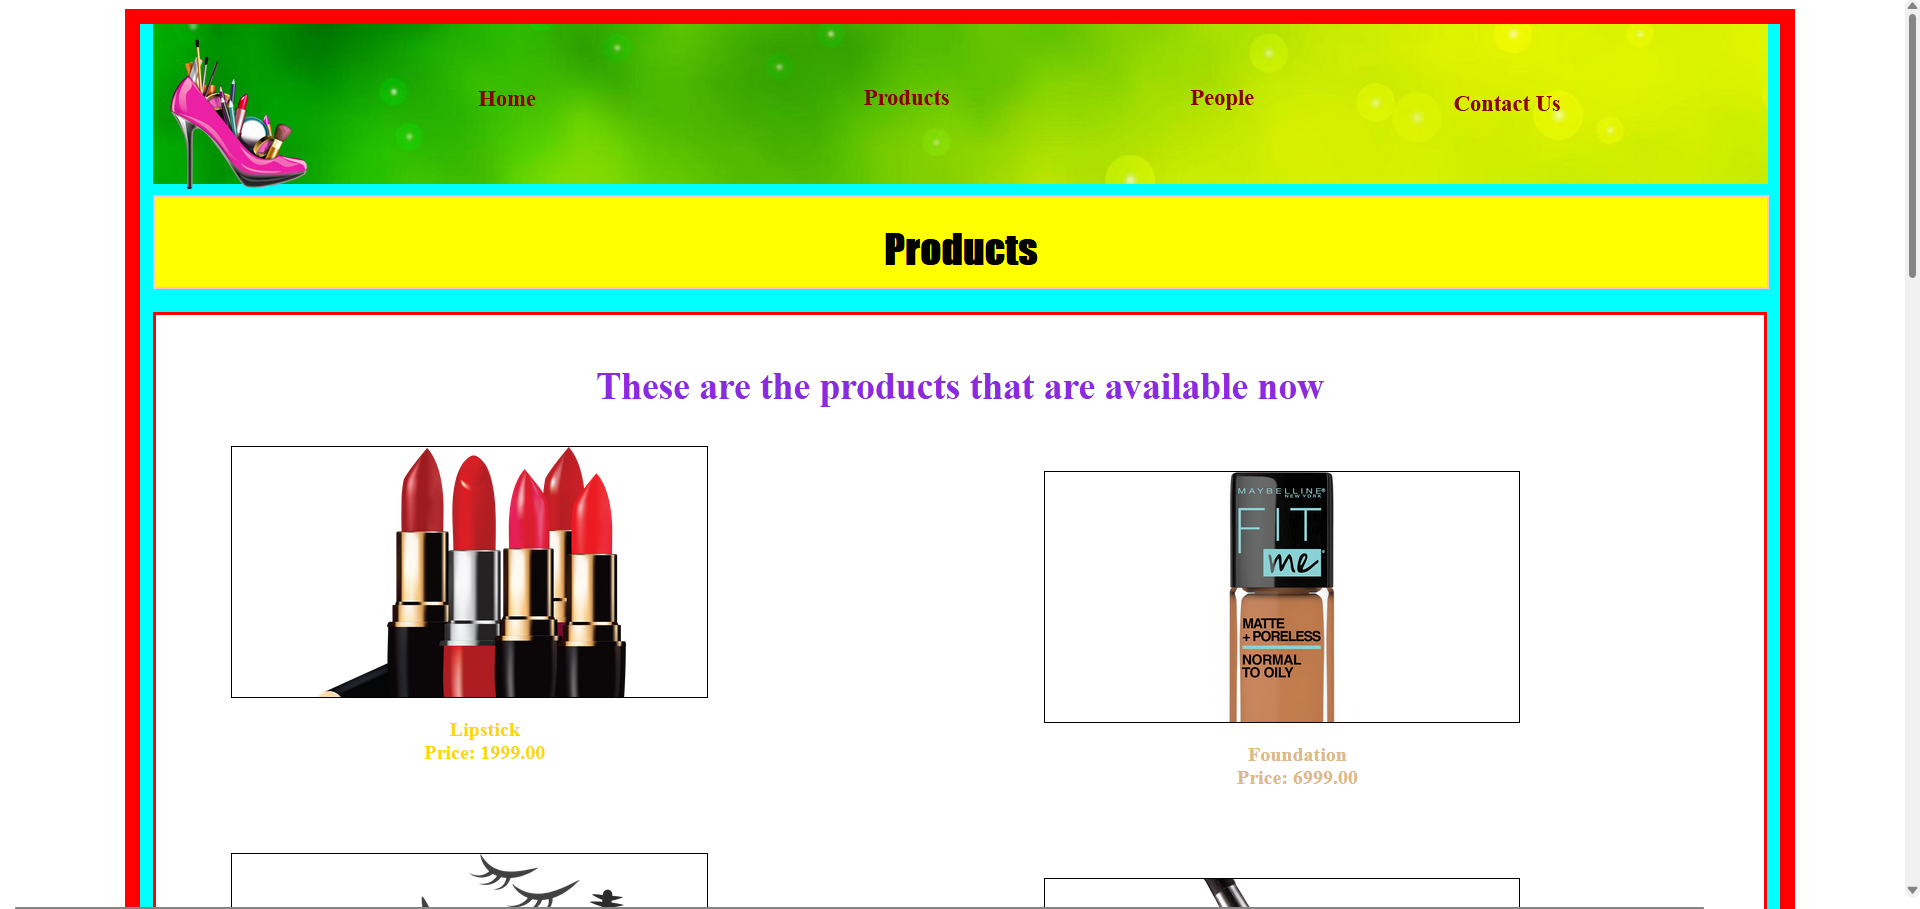 Home
Products
People
Contact Us
Products
These are the products that are available now
MAYBELLINE®
NEW YORK
FIT
me
MATTE
+ PORELESS
NORMAL
TO OILY
Lipstick
Price: 1999.00
Foundation
Price: 6999.00